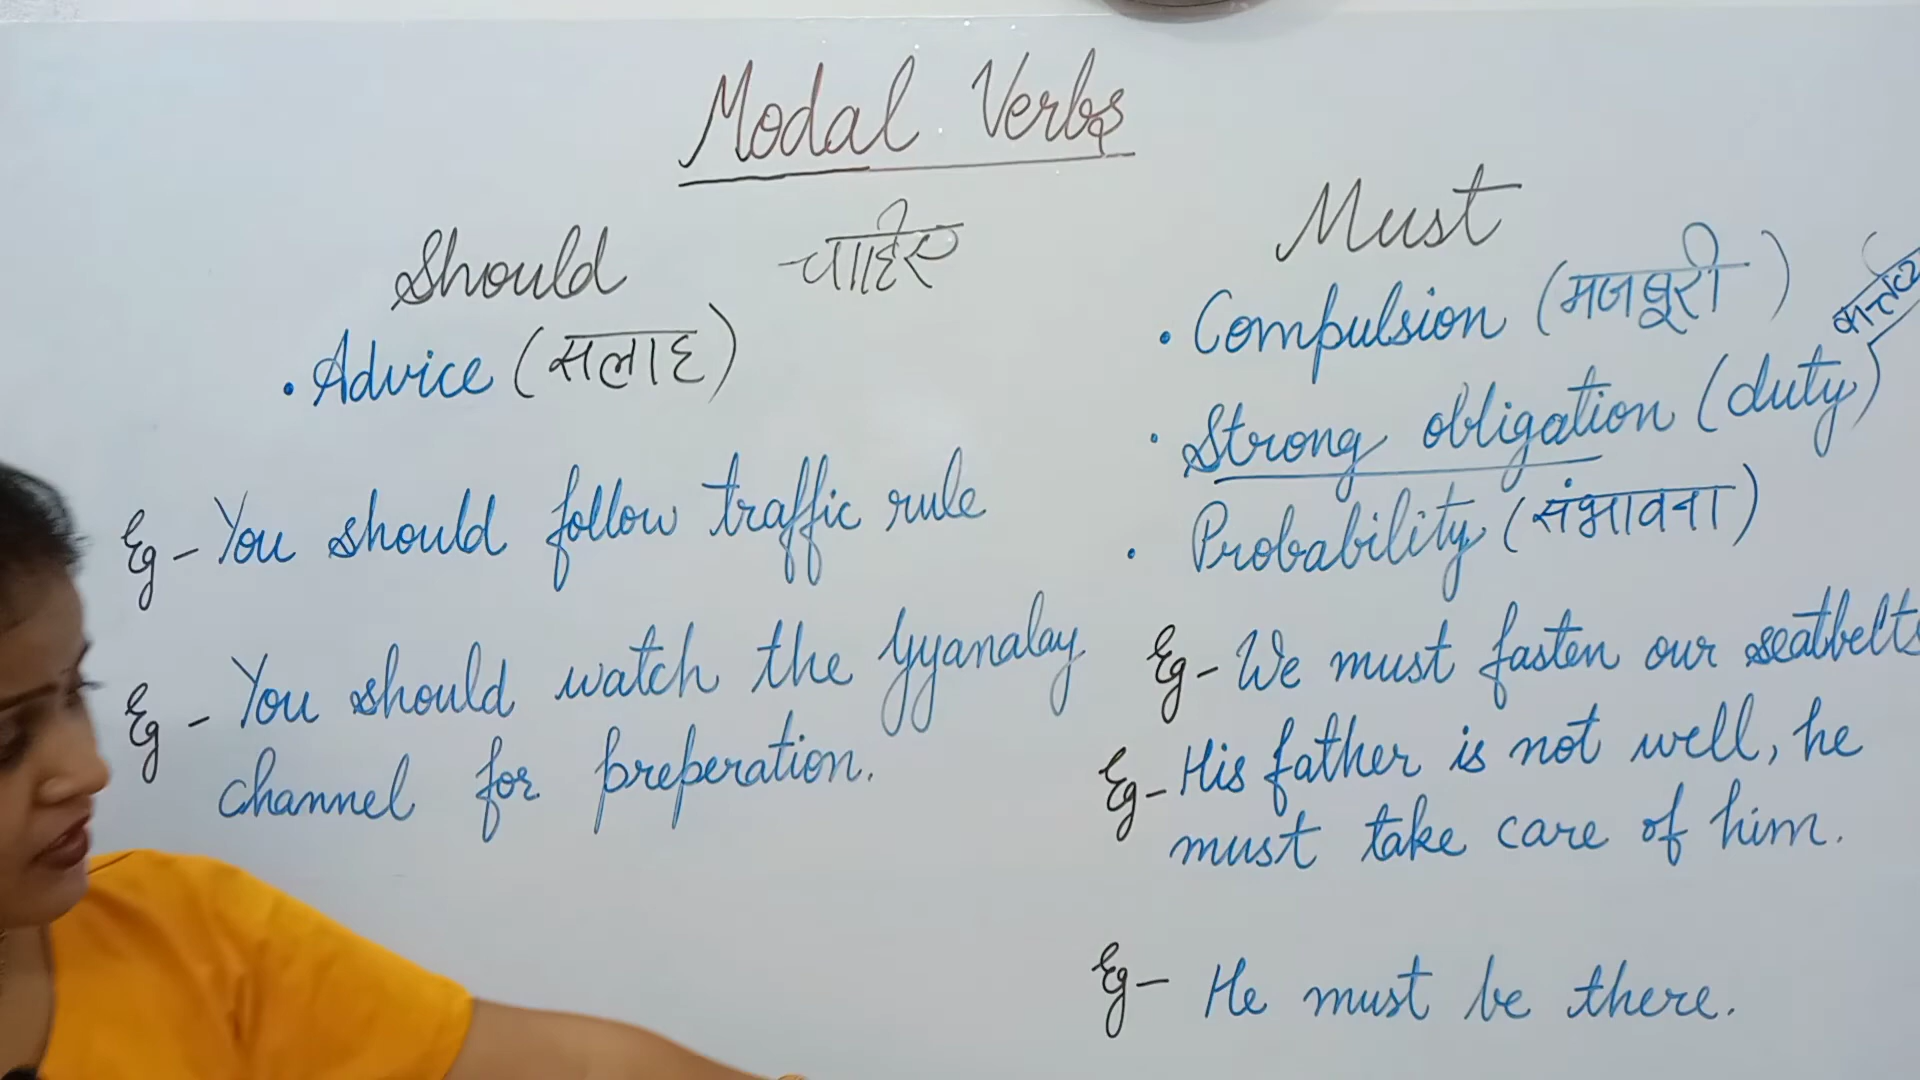 Modal Verbs
Should चाहिए
• Advice (सलाह)
Eg - You should follow traffic rule
Eg - You should watch the Gyanalay
channel for preperation.
Must
• Compulsion (मजबूरी)
• Strong obligation (duty)
• Probability (संभावना)
Eg - We must fasten our seatbelts
Eg - His father is not well, he
must take care of him.
Eg - He must be there.